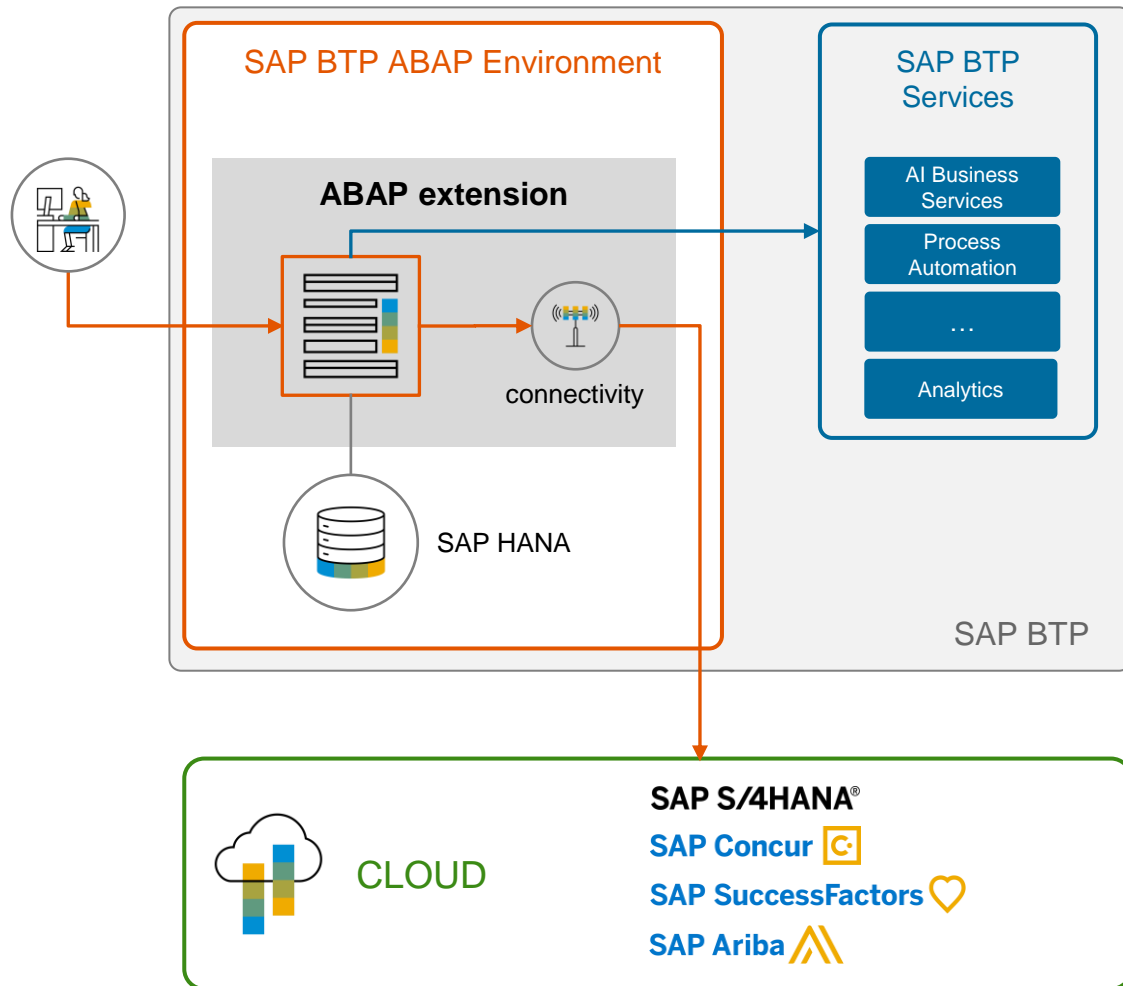 SAP BTP ABAP Environment
SAP BTP
Services
ABAP extension
AI Business
Services
Process
Automation
...
Analytics
connectivity
SAP HANA
SAP BTP
CLOUD
SAP S/4HANA®
SAP Concur C.
SAP SuccessFactors
SAP Ariba